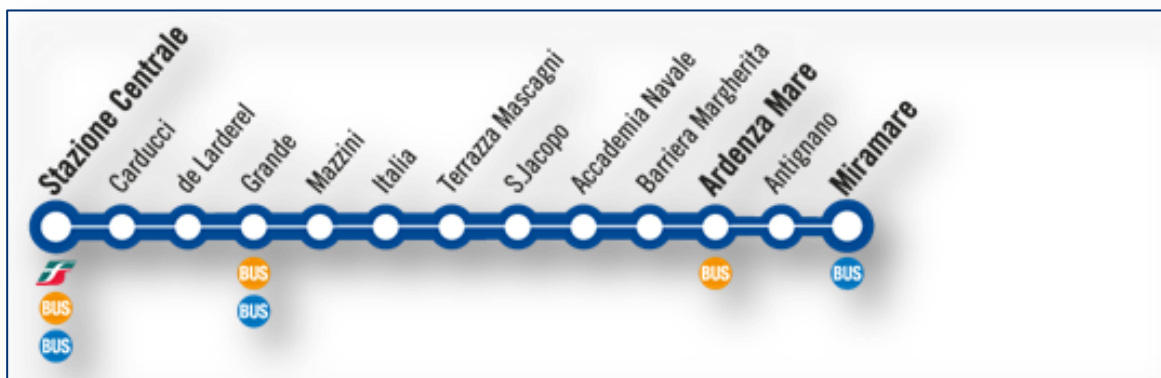 Stazione Centrale
Carducci
de Larderel
Grande
Mazzini
Italia
Terrazza Mascagni
S.Jacopo
Accademia Navale
Barriera Margherita
Ardenza Mare
Antignano
Miramare
BUS
BUS
BUS
BUS
BUS
BUS